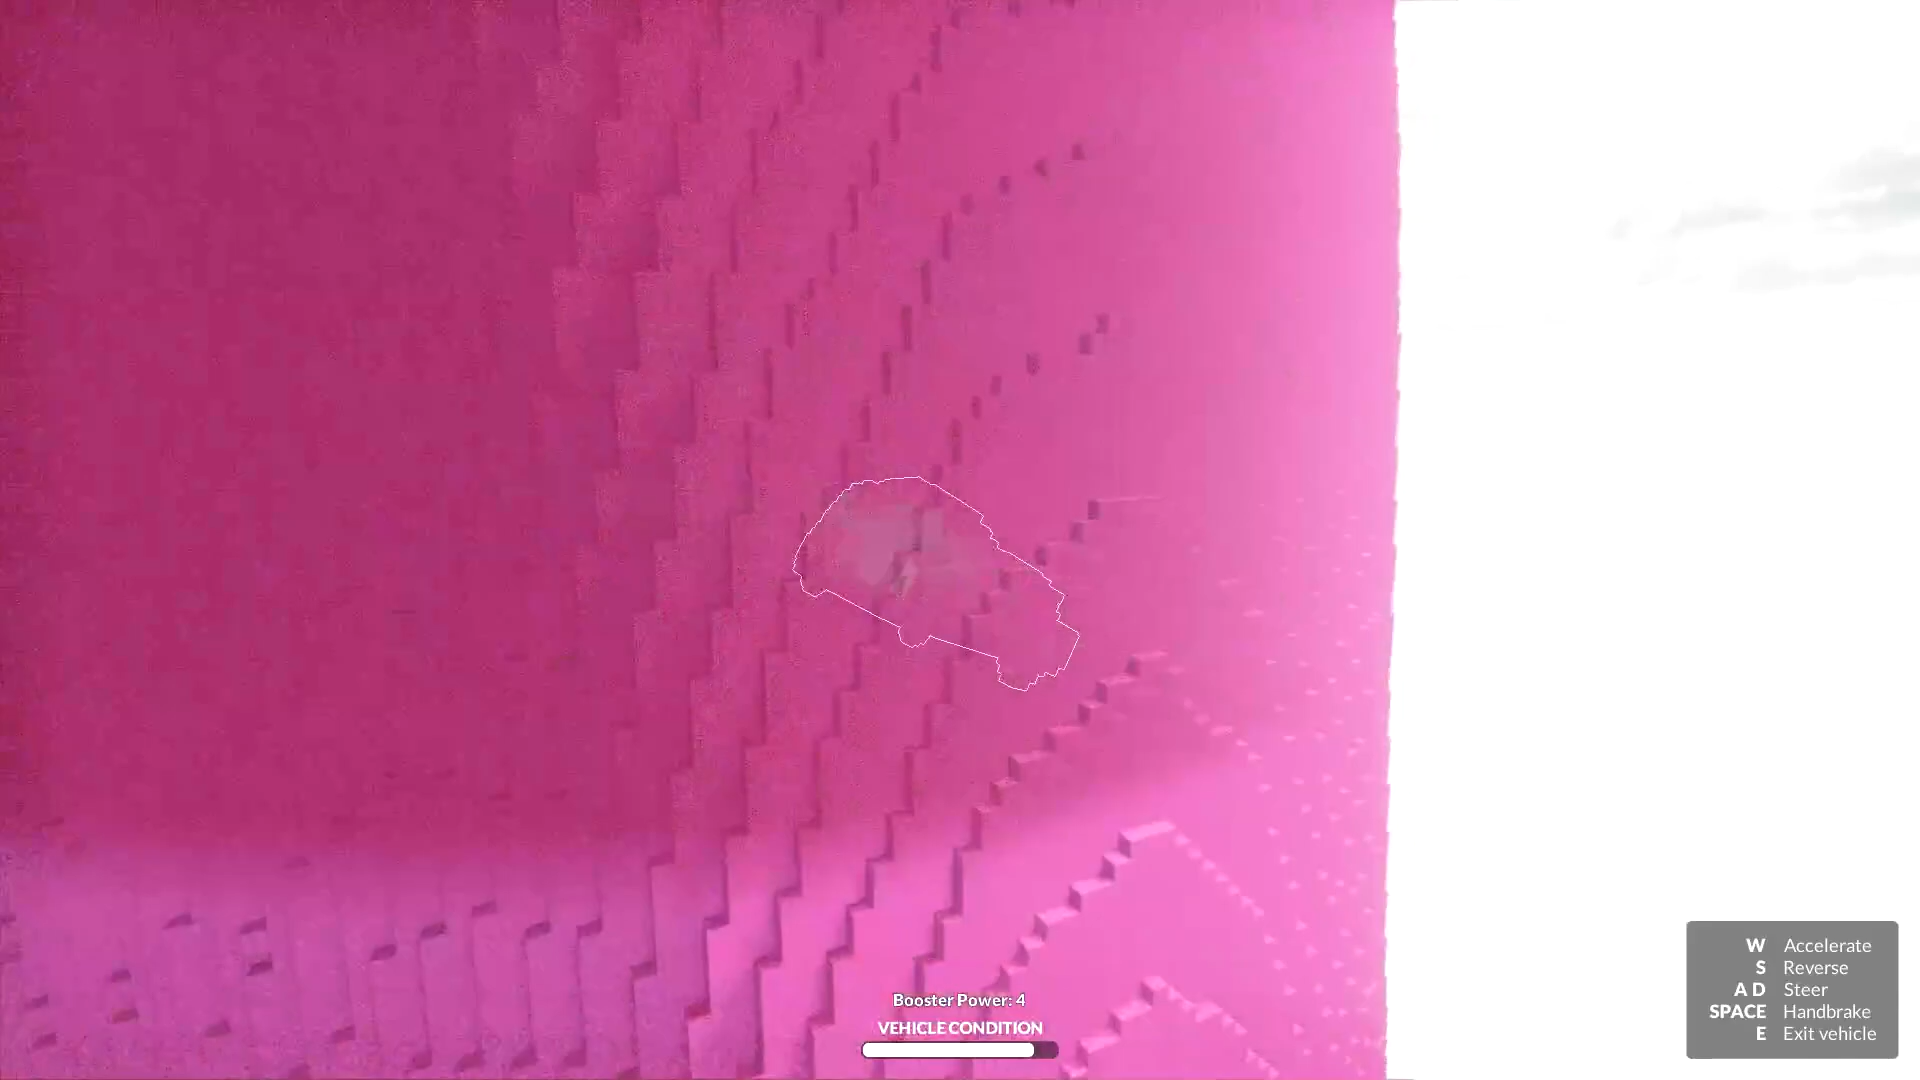 Booster Power: 4
VEHICLE CONDITION
W Accelerate
S Reverse
A D Steer
SPACE Handbrake
E Exit vehicle